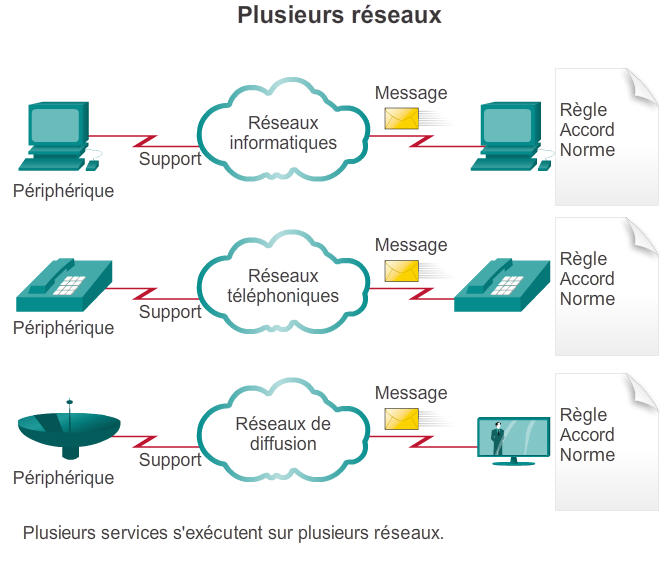 Plusieurs réseaux
Message
Réseaux
informatiques
Règle
Accord
Norme
Support
Périphérique
Message
Réseaux
téléphoniques
Règle
Accord
Norme
Support
Périphérique
Message
Réseaux de
diffusion
Règle
Accord
Norme
Support
Périphérique
Plusieurs services s'exécutent sur plusieurs réseaux.